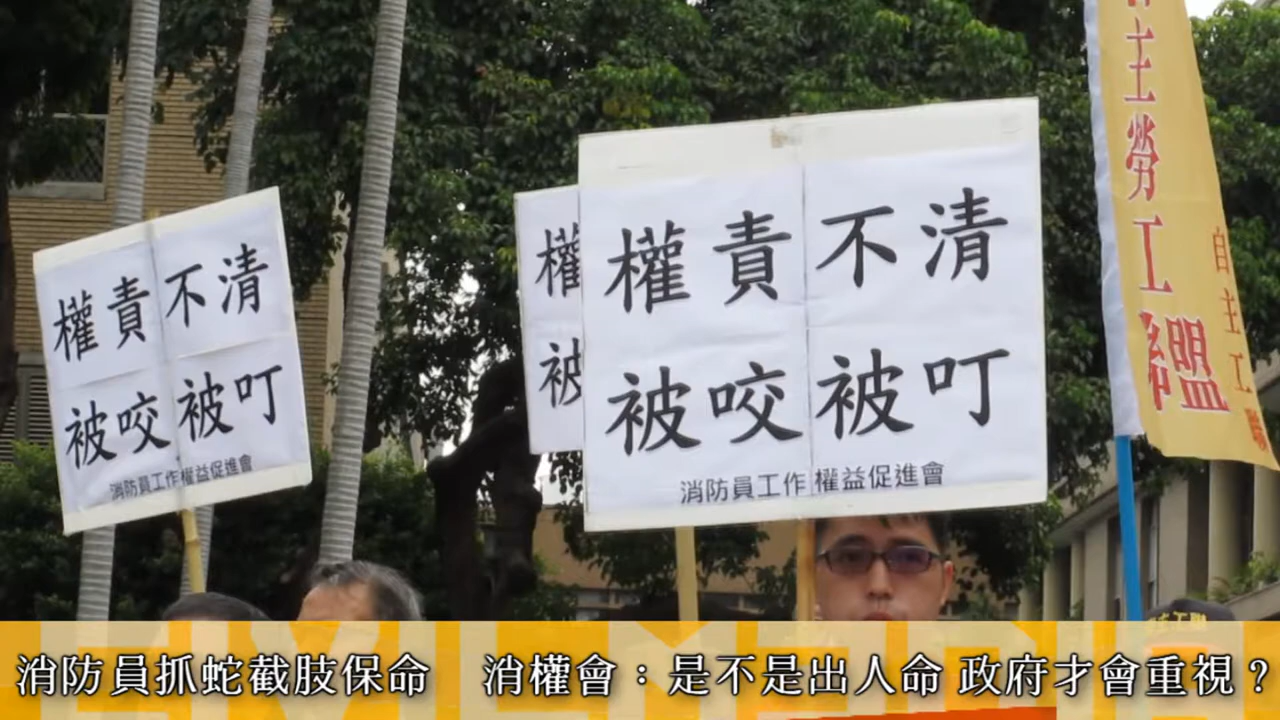 權責不清
被咬被叮
消防員工作權益促進會
權
被
權責不清
被咬被叮
消防員工作權益促進會
主勞工聯盟
自主工聯
消防員抓蛇截肢保命 消權會：是不是出人命 政府才會重視？